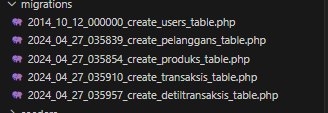 migrations
2014_10_12_000000_create_users_table.php
2024_04_27_035839_create_pelanggans_table.php
2024_04_27_035854_create_produks_table.php
2024_04_27_035910_create_transaksis_table.php
2024_04_27_035957_create_detiltransaksis_table.php